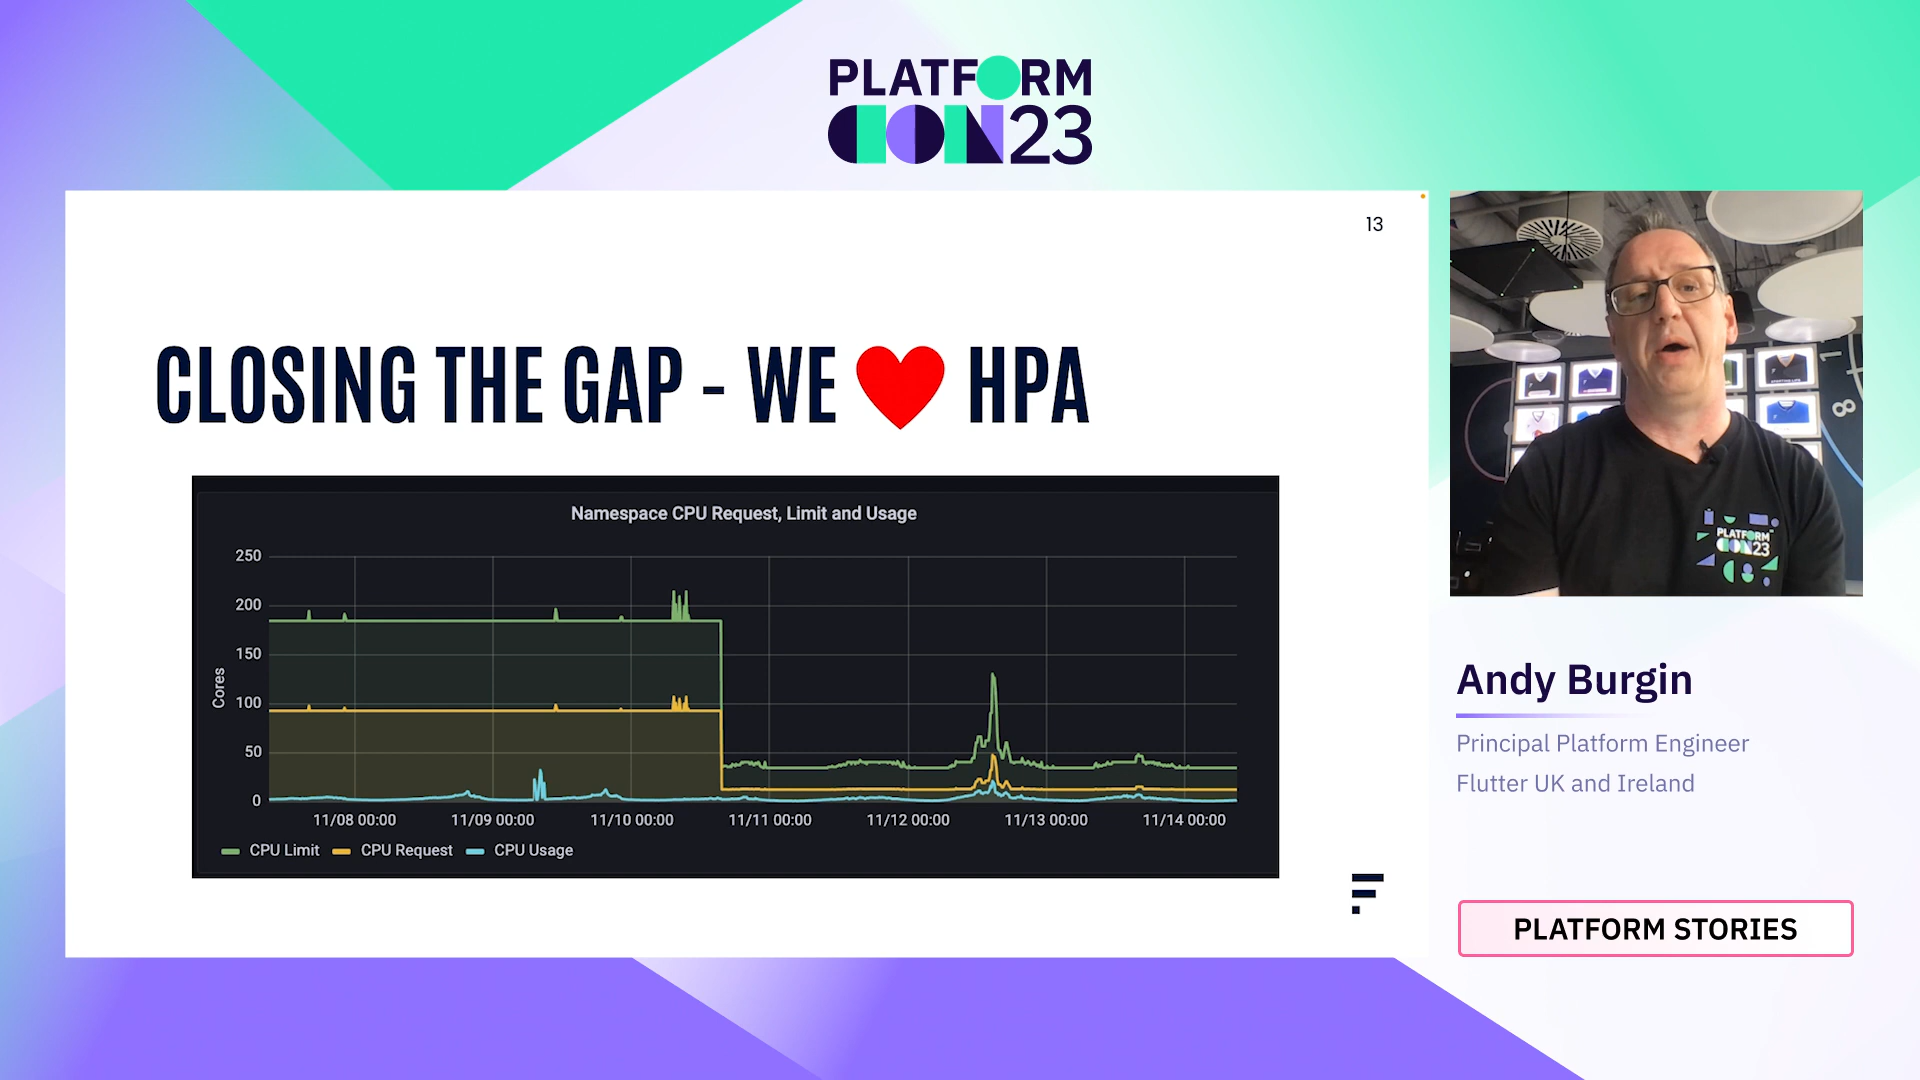 PLATFORM
CON23
13
CLOSING THE GAP - WE ❤ HPA
Namespace CPU Request, Limit and Usage
250
200
150
100
50
0
Cores
11/08 00:00
11/09 00:00
11/10 00:00
11/11 00:00
11/12 00:00
11/13 00:00
11/14 00:00
CPU Limit
CPU Request
CPU Usage
PLATFORM
CON23
Andy Burgin
Principal Platform Engineer
Flutter UK and Ireland
PLATFORM STORIES